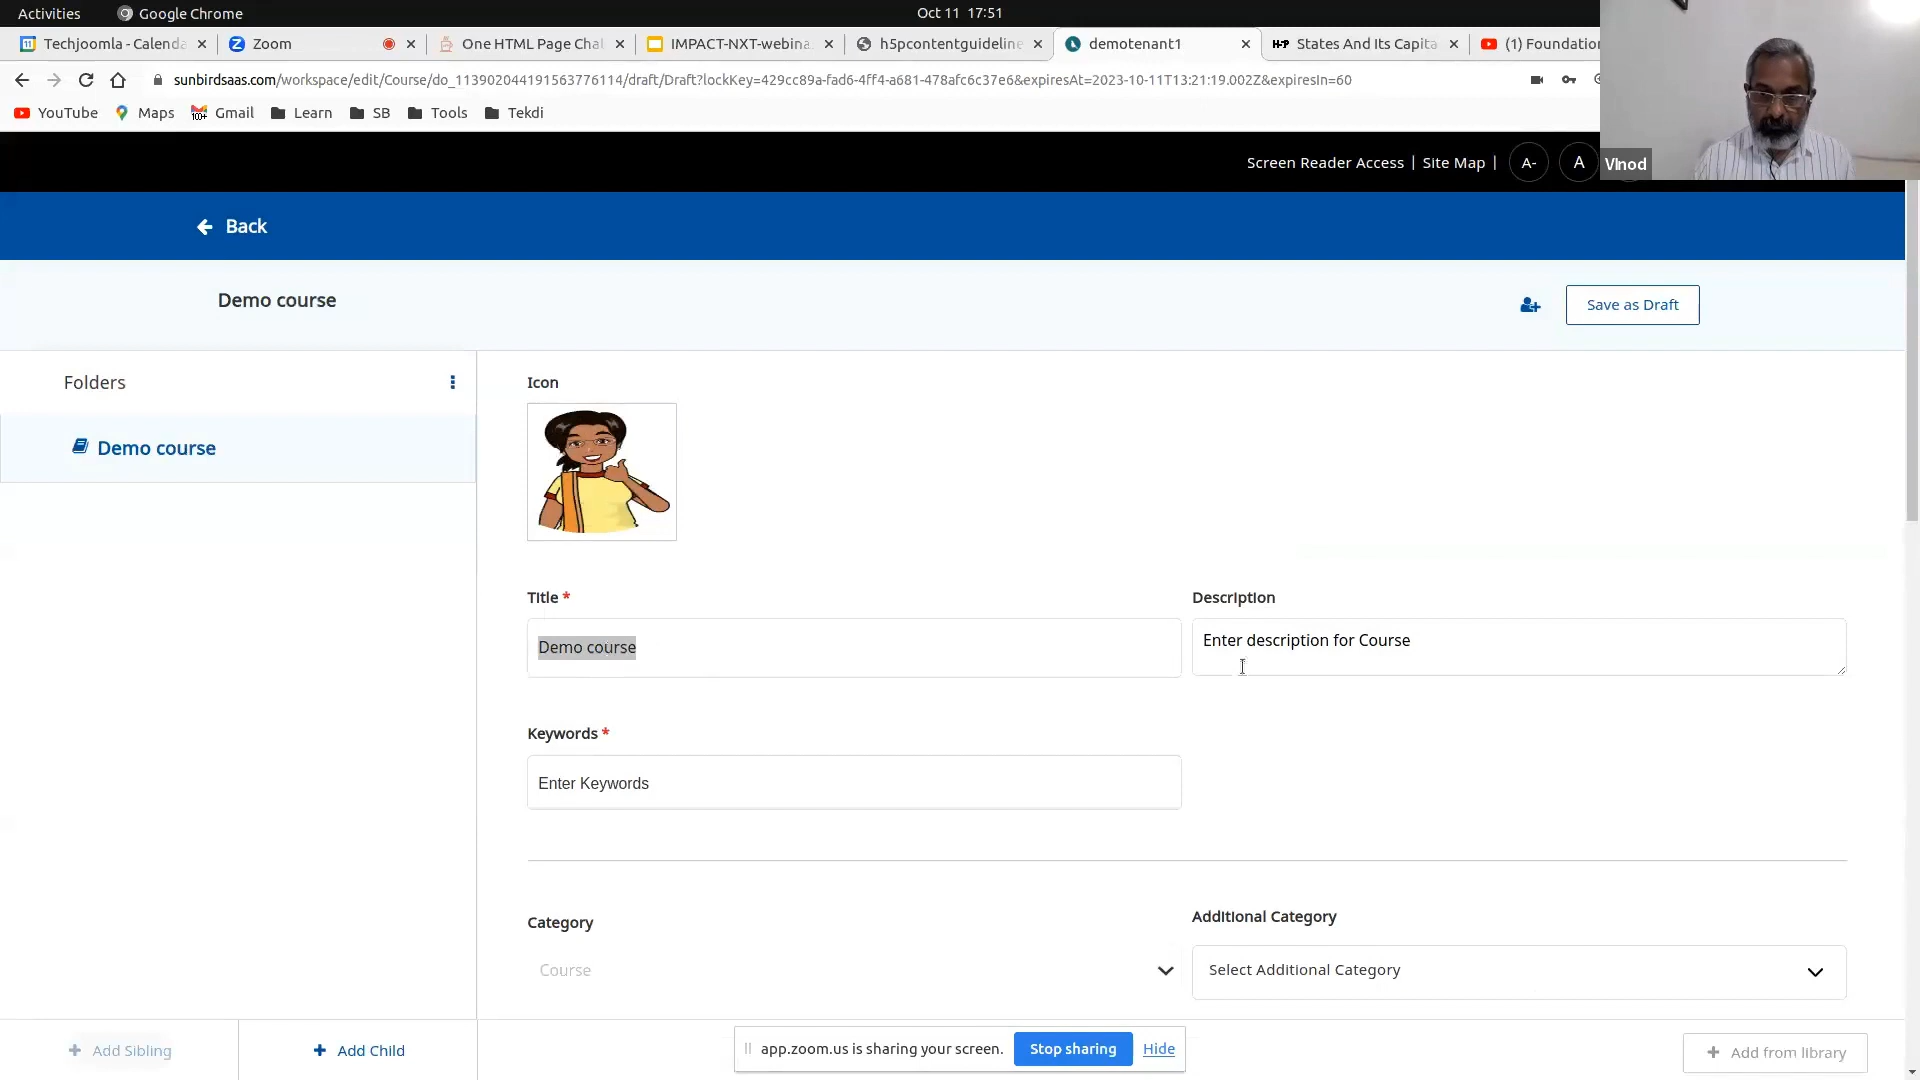 Activities
Google Chrome
Oct 11 17:51
Techjoomla - Calenda
Zoom
One HTML Page Chal
IMPACT-NXT-webina
h5pcontentguideline
demotenant1
H-P
States And Its Capita
(1) Foundation
sunbirdsaas.com/workspace/edit/Course/do_113902044191563776114/draft/Draft?lockKey=429cc89a-fad6-4ff4-a681-478afc6c37e6&expiresAt=2023-10-11T13:21:19.002Z&expiresIn=60
YouTube
Maps
Gmail
Learn
SB
Tools
Tekdi
Screen Reader Access | Site Map |
A-
A
VInod
Back
Demo course
Save as Draft
Folders
Demo course
Icon
Title *
Demo course
Description
Enter description for Course
Keywords *
Enter Keywords
Category
Course
Additional Category
Select Additional Category
+ Add Sibling
+ Add Child
app.zoom.us is sharing your screen.
Stop sharing
Hide
+ Add from library